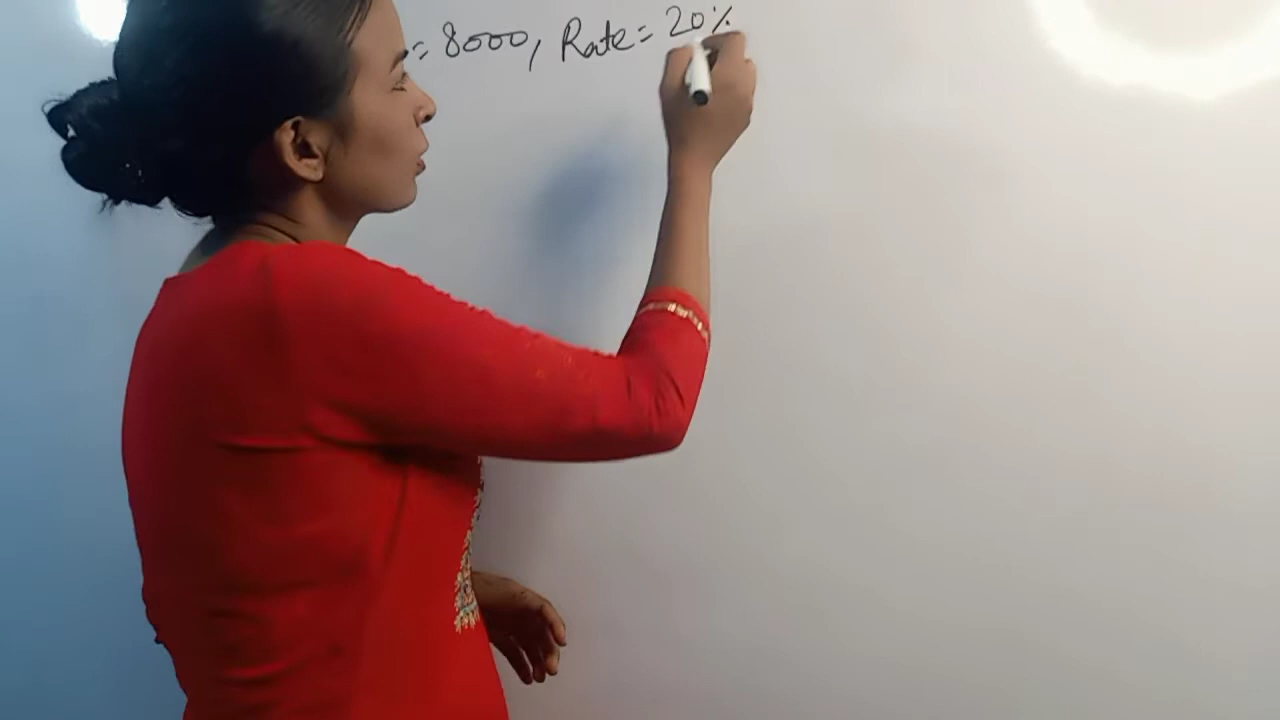 = 8000, Rate = 20%